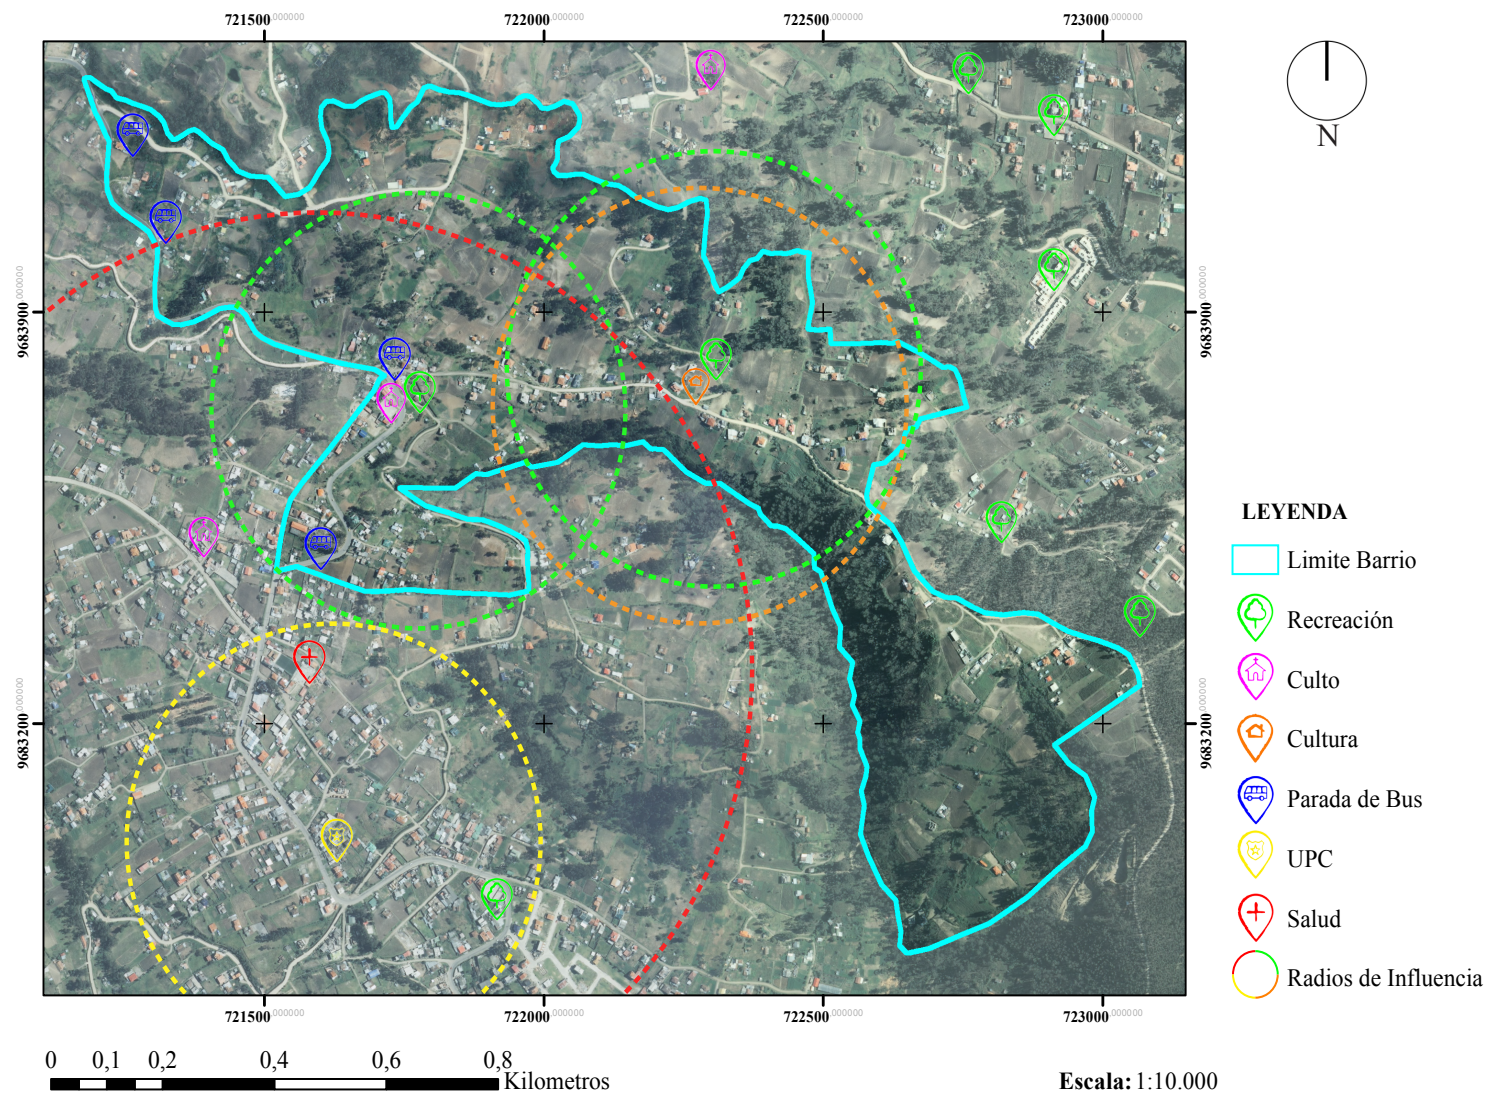 721500.000000 722000.000000 722500.000000 723000.000000
N
9683900.000000 9683900.000000
9683200.000000 9683200.000000
LEYENDA
Limite Barrio
Recreación
Culto
Cultura
Parada de Bus
UPC
Salud
Radios de Influencia
721500.000000 722000.000000 722500.000000 723000.000000
0 0,1 0,2 0,4 0,6 0,8
Kilometros
Escala: 1:10.000